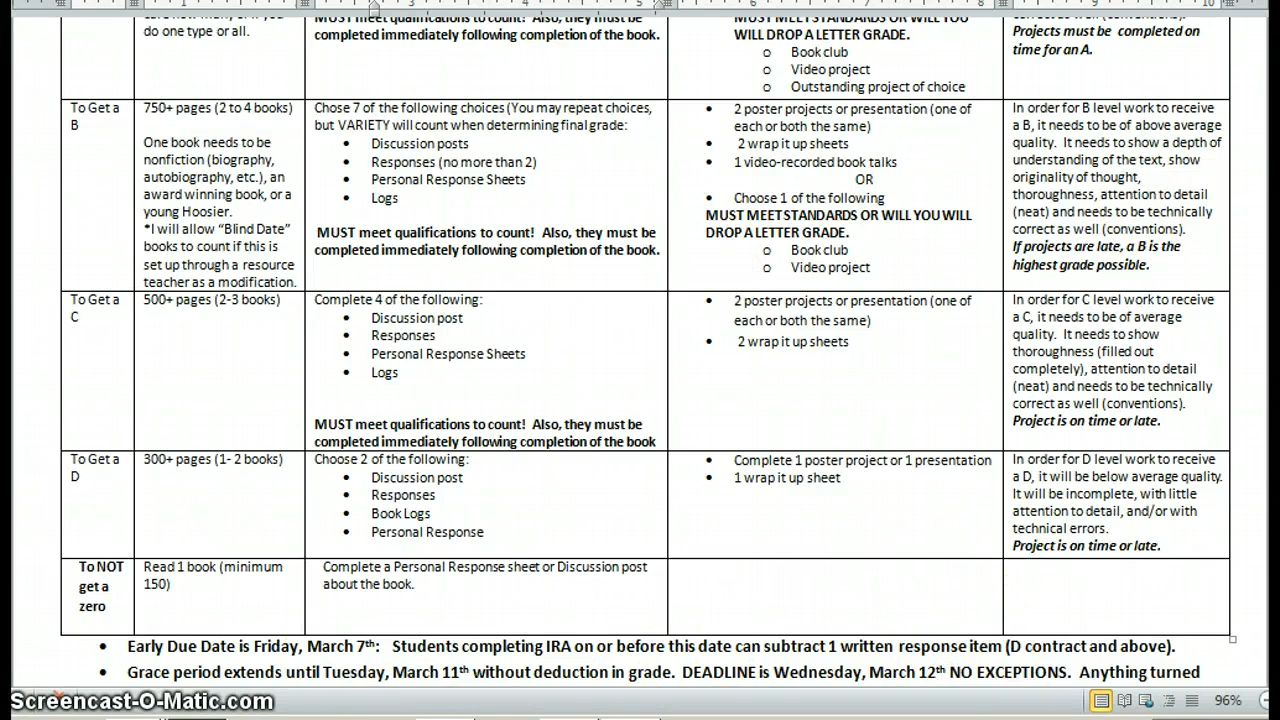 1 3 4 5 6 7 8 9 10
do one type or all.
MUST meet qualifications to count! Also, they must be
completed immediately following completion of the book.
MUST MEET STANDARDS OR WILL YOU
WILL DROP A LETTER GRADE.
o Book club
o Video project
o Outstanding project of choice
correct as well (conventions).
Projects must be completed on
time for an A.
To Get a
B
750+ pages (2 to 4 books)
One book needs to be
nonfiction (biography,
autobiography, etc.), an
award winning book, or a
young Hoosier.
*I will allow “Blind Date”
books to count if this is
set up through a resource
teacher as a modification.
Chose 7 of the following choices (You may repeat choices,
but VARIETY will count when determining final grade:
• Discussion posts
• Responses (no more than 2)
• Personal Response Sheets
• Logs
MUST meet qualifications to count! Also, they must be
completed immediately following completion of the book.
• 2 poster projects or presentation (one of
each or both the same)
• 2 wrap it up sheets
• 1 video-recorded book talks
OR
• Choose 1 of the following
MUST MEET STANDARDS OR WILL YOU WILL
DROP A LETTER GRADE.
o Book club
o Video project
In order for B level work to receive
a B, it needs to be of above average
quality. It needs to show a depth of
understanding of the text, show
originality of thought,
thoroughness, attention to detail
(neat) and needs to be technically
correct as well (conventions).
If projects are late, a B is the
highest grade possible.
To Get a
C
500+ pages (2-3 books)
Complete 4 of the following:
• Discussion post
• Responses
• Personal Response Sheets
• Logs
MUST meet qualifications to count! Also, they must be
completed immediately following completion of the book
• 2 poster projects or presentation (one of
each or both the same)
• 2 wrap it up sheets
In order for C level work to receive
a C, it needs to be of average
quality. It needs to show
thoroughness (filled out
completely), attention to detail
(neat) and needs to be technically
correct as well (conventions).
Project is on time or late.
To Get a
D
300+ pages (1- 2 books)
Choose 2 of the following:
• Discussion post
• Responses
• Book Logs
• Personal Response
• Complete 1 poster project or 1 presentation
• 1 wrap it up sheet
In order for D level work to receive
a D, it will be below average quality.
It will be incomplete, with little
attention to detail, and/or with
technical errors.
Project is on time or late.
To NOT
get a
zero
Read 1 book (minimum
150)
Complete a Personal Response sheet or Discussion post
about the book.
• Early Due Date is Friday, March 7th: Students completing IRA on or before this date can subtract 1 written response item (D contract and above).
• Grace period extends until Tuesday, March 11th without deduction in grade. DEADLINE is Wednesday, March 12th NO EXCEPTIONS. Anything turned
Screencast-O-Matic.com
96%